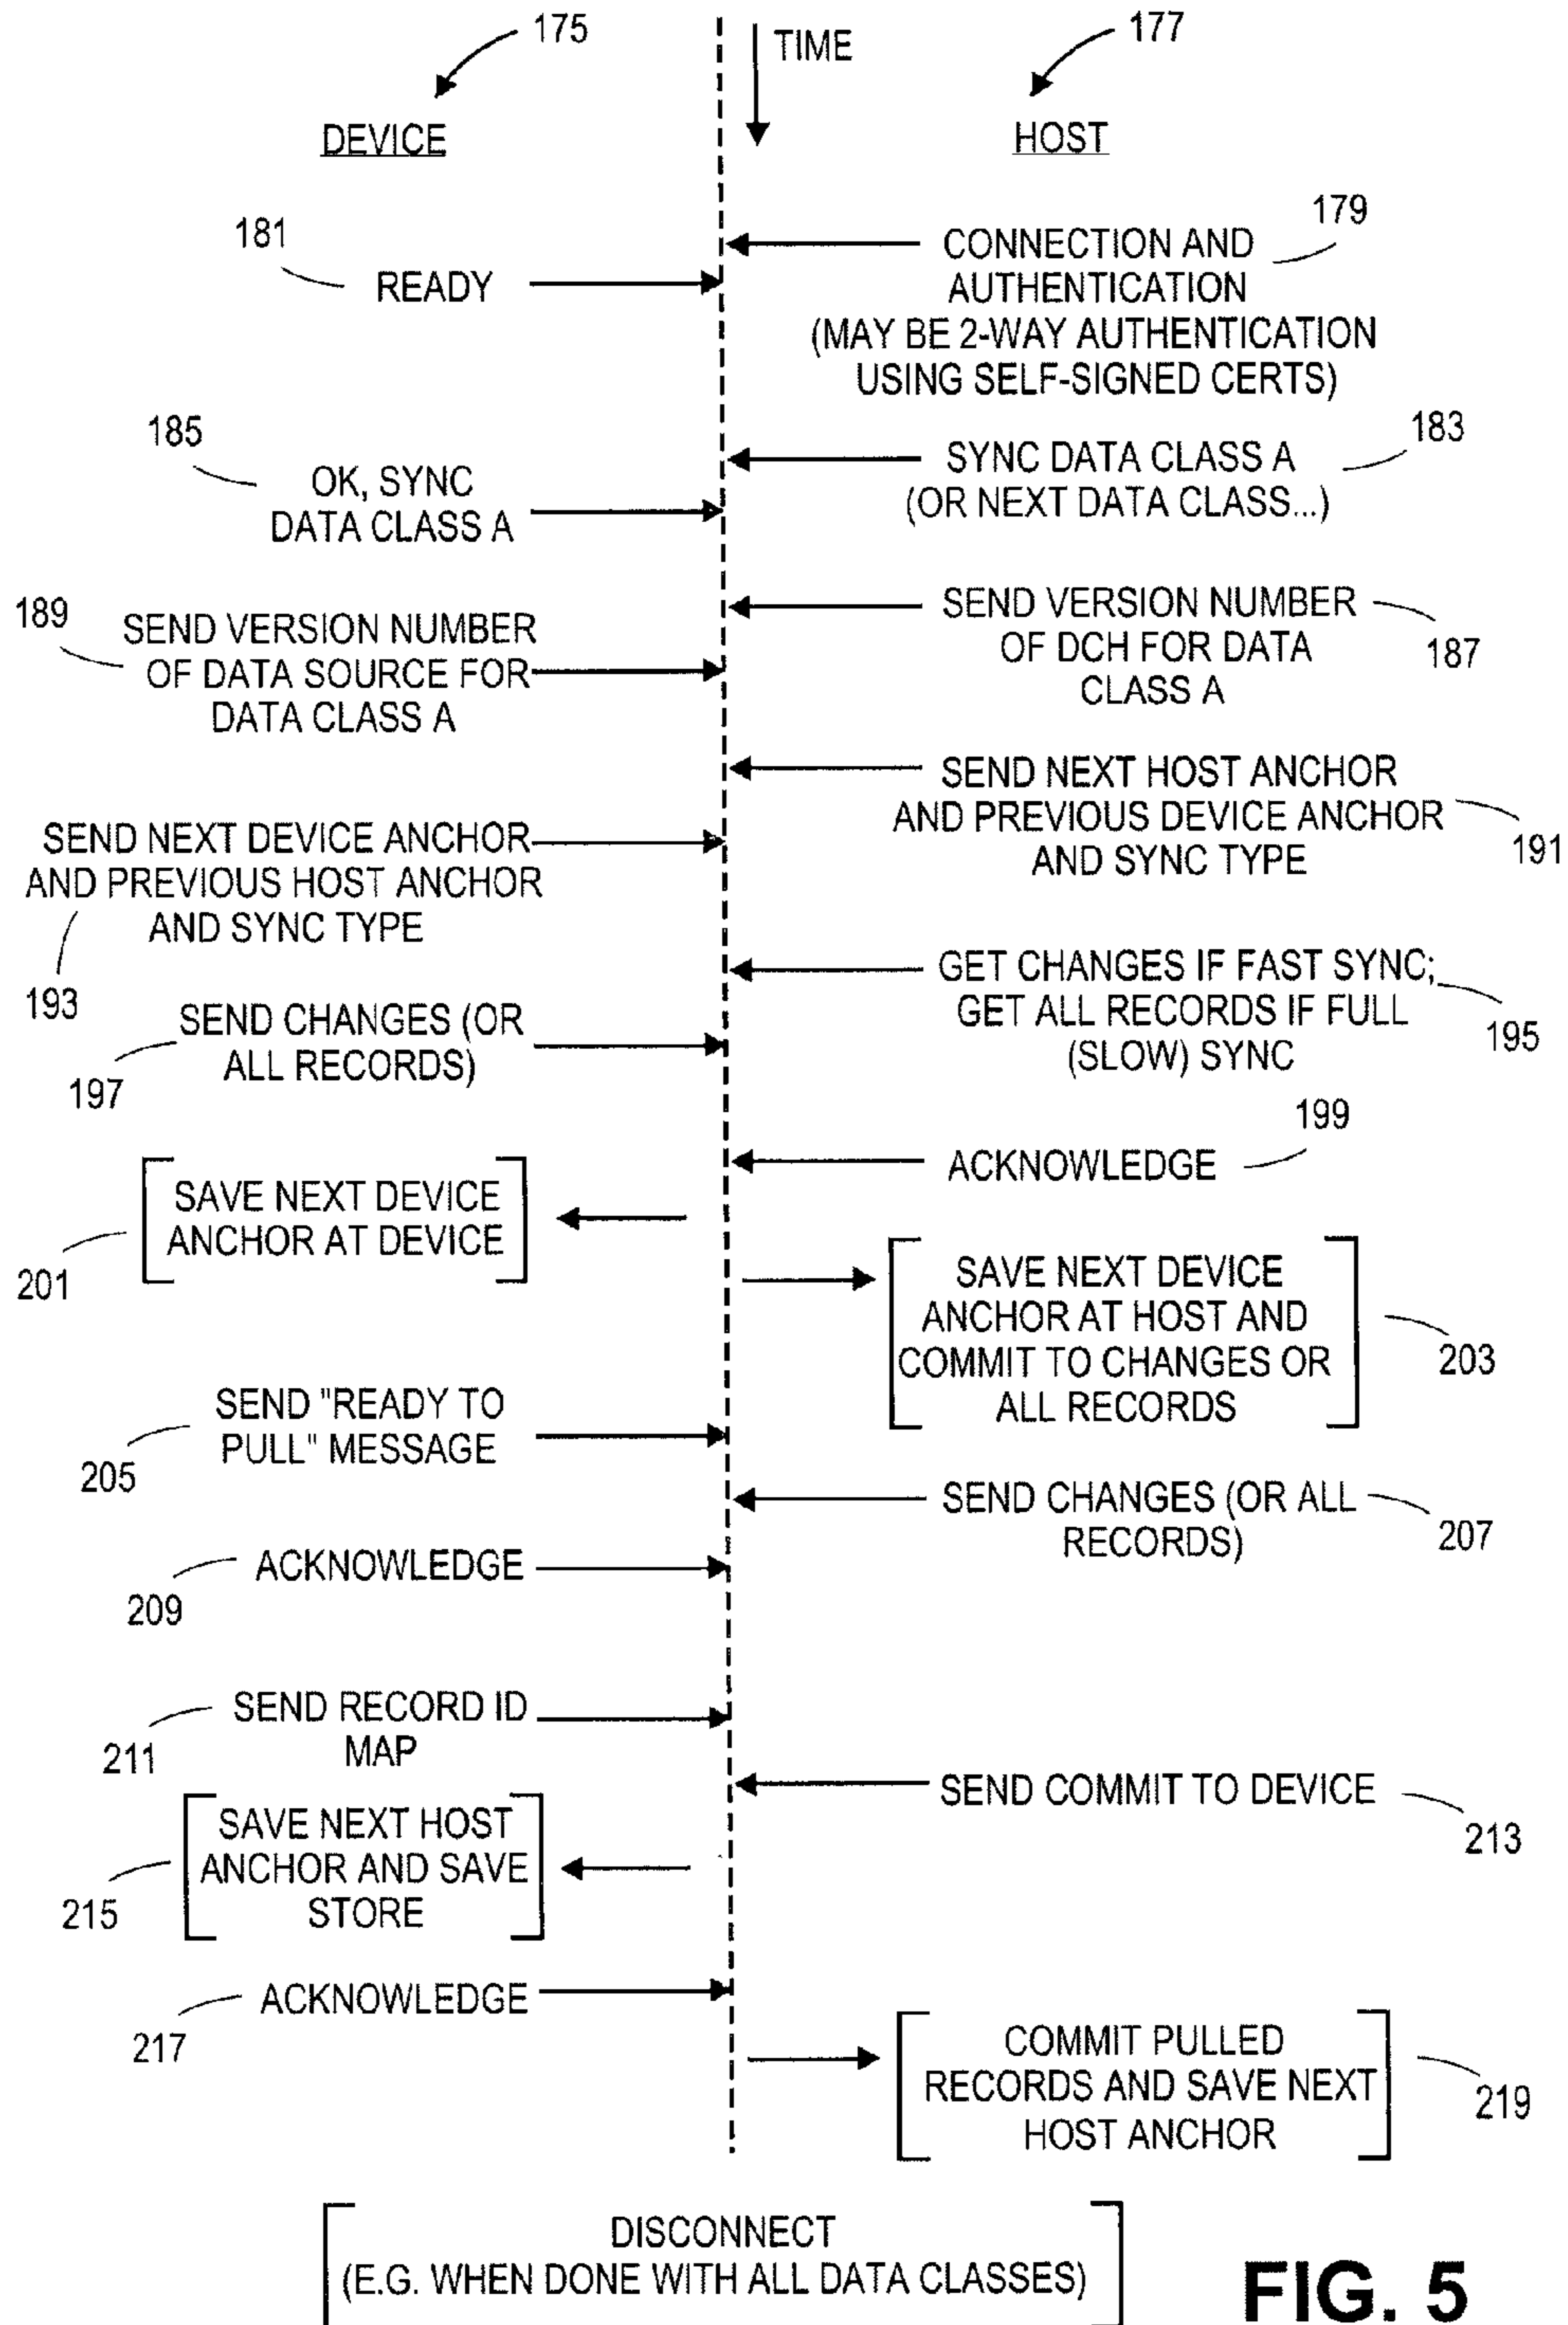 175
TIME
177
DEVICE
HOST
179
181
CONNECTION AND
AUTHENTICATION
(MAY BE 2-WAY AUTHENTICATION
USING SELF-SIGNED CERTS)
READY
183
185
SYNC DATA CLASS A
(OR NEXT DATA CLASS...)
OK, SYNC
DATA CLASS A
187
SEND VERSION NUMBER
OF DCH FOR DATA
CLASS A
189
SEND VERSION NUMBER
OF DATA SOURCE FOR
DATA CLASS A
SEND NEXT HOST ANCHOR
AND PREVIOUS DEVICE ANCHOR
AND SYNC TYPE
191
SEND NEXT DEVICE ANCHOR
AND PREVIOUS HOST ANCHOR
AND SYNC TYPE
193
GET CHANGES IF FAST SYNC;
GET ALL RECORDS IF FULL
(SLOW) SYNC
195
SEND CHANGES (OR
ALL RECORDS)
197
199
ACKNOWLEDGE
SAVE NEXT DEVICE
ANCHOR AT DEVICE
201
SAVE NEXT DEVICE
ANCHOR AT HOST AND
COMMIT TO CHANGES OR
ALL RECORDS
203
SEND "READY TO
PULL" MESSAGE
205
SEND CHANGES (OR ALL
RECORDS)
207
ACKNOWLEDGE
209
SEND RECORD ID
MAP
211
SEND COMMIT TO DEVICE
213
SAVE NEXT HOST
ANCHOR AND SAVE
STORE
215
ACKNOWLEDGE
217
COMMIT PULLED
RECORDS AND SAVE NEXT
HOST ANCHOR
219
DISCONNECT
(E.G. WHEN DONE WITH ALL DATA CLASSES)
FIG. 5